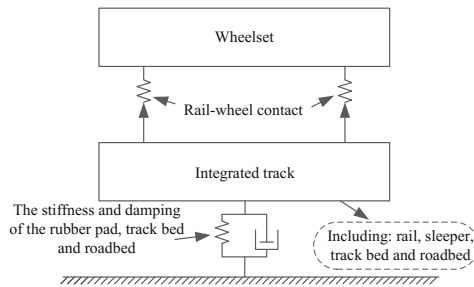 Wheelset
Rail-wheel contact
Integrated track
The stiffness and damping
of the rubber pad, track bed
and roadbed
Including: rail, sleeper,
track bed and roadbed